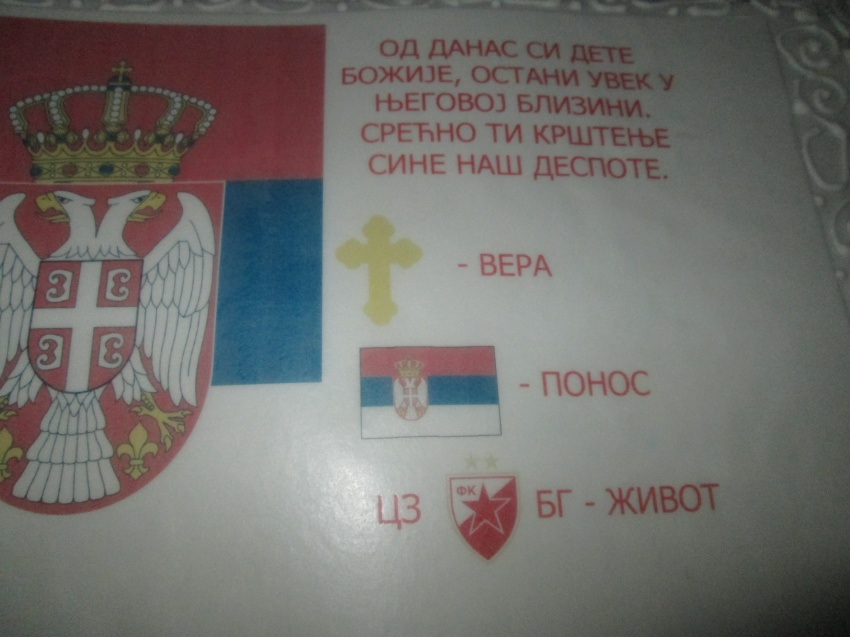 ОД ДАНАС СИ ДЕТЕ
БОЖИЈЕ, ОСТАНИ УВЕК У
ЊЕГОВОЈ БЛИЗИНИ.
СРЕЋНО ТИ КРШТЕЊЕ
СИНЕ НАШ ДЕСПОТЕ.
- ВЕРА
- ПОНОС
ЦЗ ФК БГ - ЖИВОТ